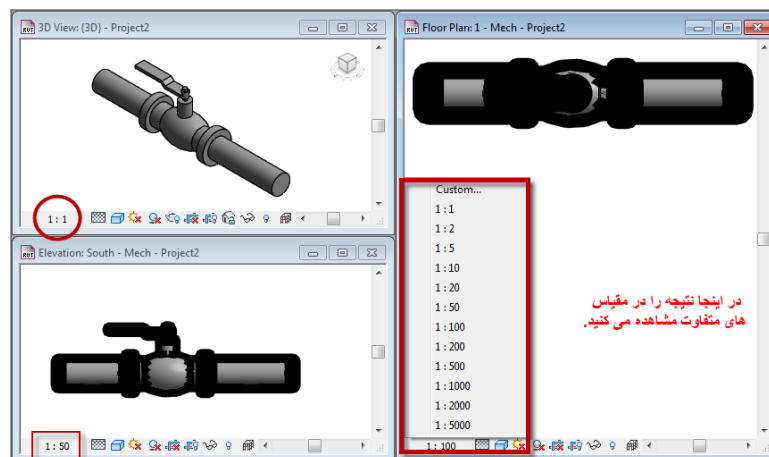 3D View: {3D} - Project2
1 : 1
Elevation: South - Mech - Project2
1 : 50
Floor Plan: 1 - Mech - Project2
Custom...
1 : 1
1 : 2
1 : 5
1 : 10
1 : 20
1 : 50
1 : 100
1 : 200
1 : 500
1 : 1000
1 : 2000
1 : 5000
در اینجا نتیجه را در مقیاس
های متفاوت مشاهده می کنید.
1 : 100